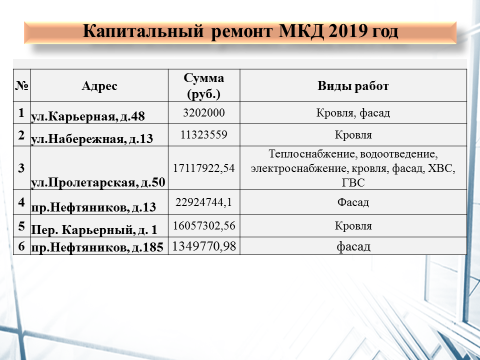 Капитальный ремонт МКД 2019 год
№ Адрес Сумма (руб.) Виды работ
1 ул.Карьерная, д.48 3202000 Кровля, фасад
2 ул.Набережная, д.13 11323559 Кровля
3 ул.Пролетарская, д.50 17117922,54 Теплоснабжение, водоотведение,
электроснабжение, кровля, фасад, ХВС,
ГВС
4 пр.Нефтяников, д.13 22924744,1 Фасад
5 Пер. Карьерный, д. 1 16057302,56 Кровля
6 пр.Нефтяников, д.185 1349770,98 фасад